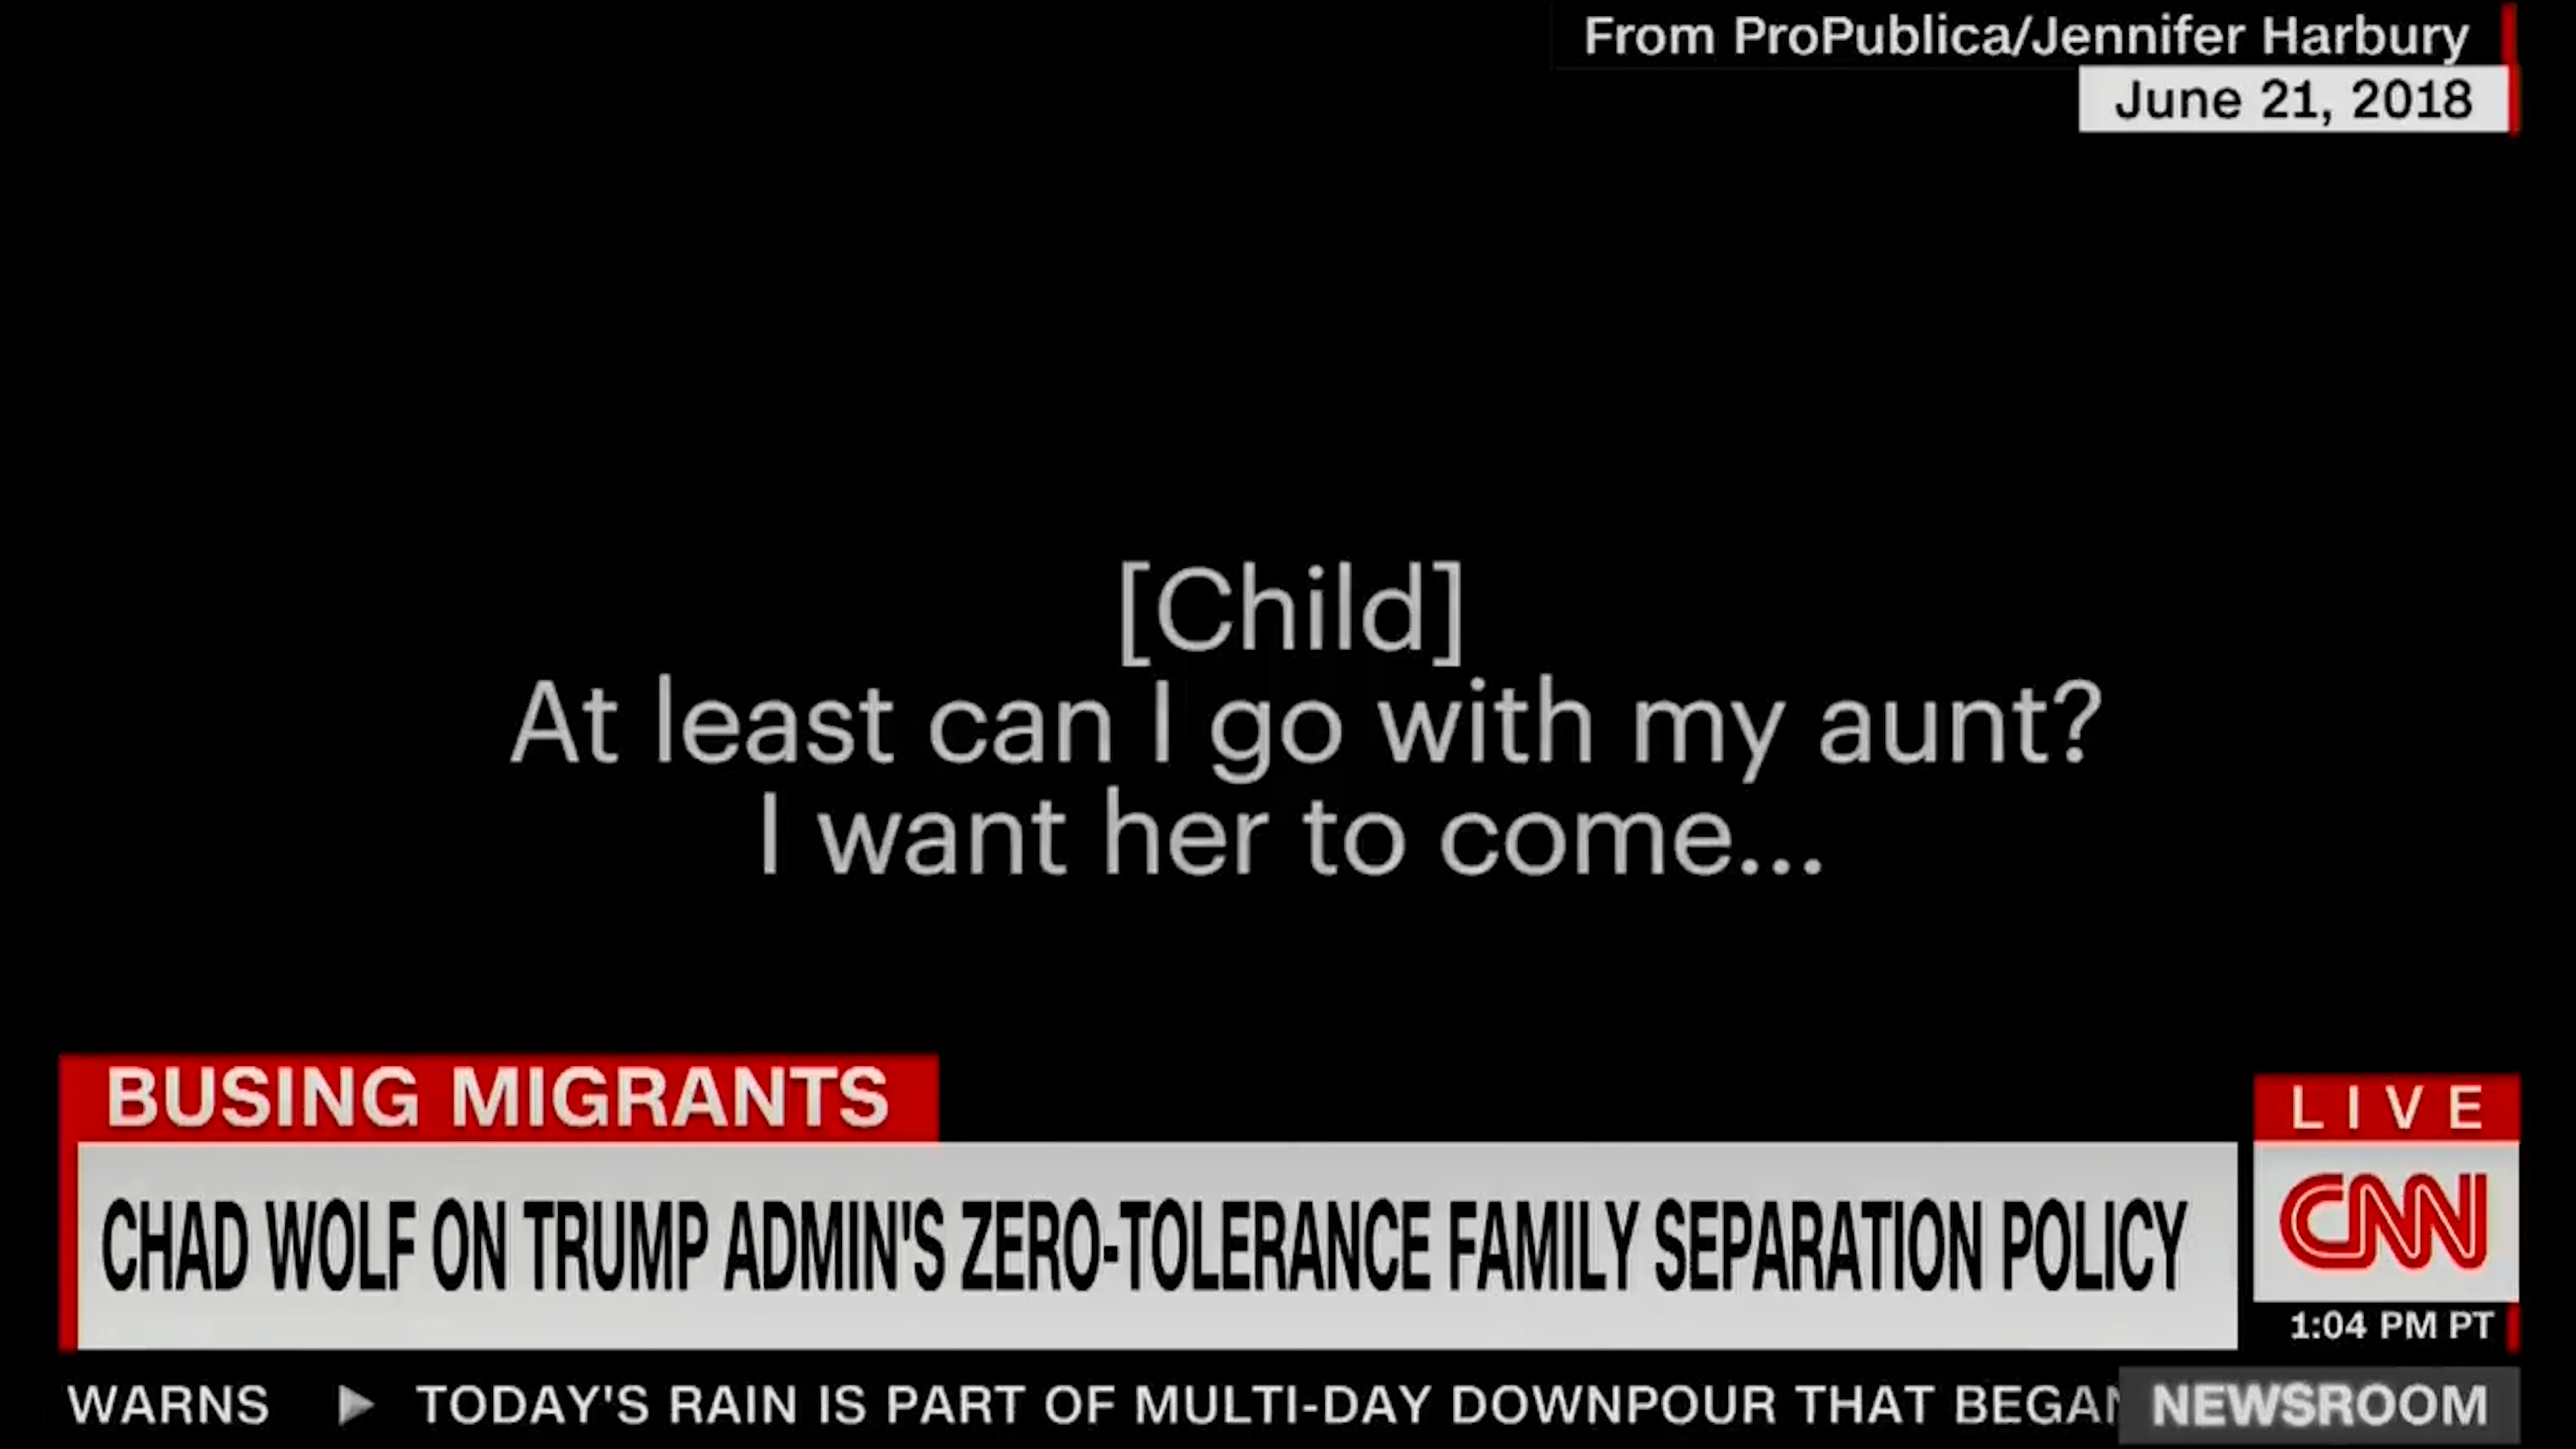 From ProPublica/Jennifer Harbury
June 21, 2018
[Child]
At least can I go with my aunt?
I want her to come...
BUSING MIGRANTS
CHAD WOLF ON TRUMP ADMIN'S ZERO-TOLERANCE FAMILY SEPARATION POLICY
LIVE
CNN
1:04 PM PT
WARNS ▶ TODAY'S RAIN IS PART OF MULTI-DAY DOWNPOUR THAT BEGAN
NEWSROOM